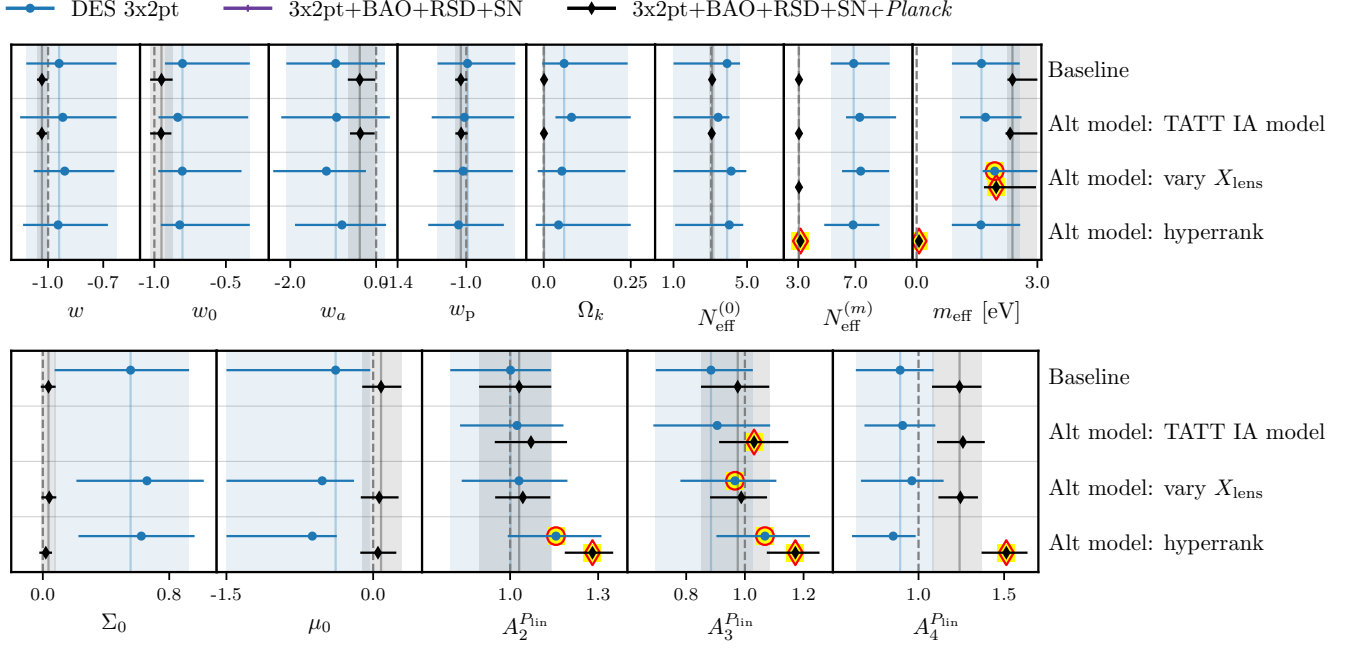 DES 3x2pt 3x2pt+BAO+RSD+SN 3x2pt+BAO+RSD+SN+Planck
Baseline
Alt model: TATT IA model
Alt model: vary X_lens
Alt model: hyperrank
-1.0 -0.7 -1.0 -0.5 -2.0 0.0 -1.4 -1.0 0.0 0.25 1.0 5.0 3.0 7.0 0.0 3.0
w w_0 w_a w_p Ω_k N_eff^(0) N_eff^(m) m_eff [eV]
Baseline
Alt model: TATT IA model
Alt model: vary X_lens
Alt model: hyperrank
0.0 0.8 -1.5 0.0 1.0 1.3 0.8 1.0 1.2 1.0 1.5
Σ_0 μ_0 A_2^{P_lin} A_3^{P_lin} A_4^{P_lin}